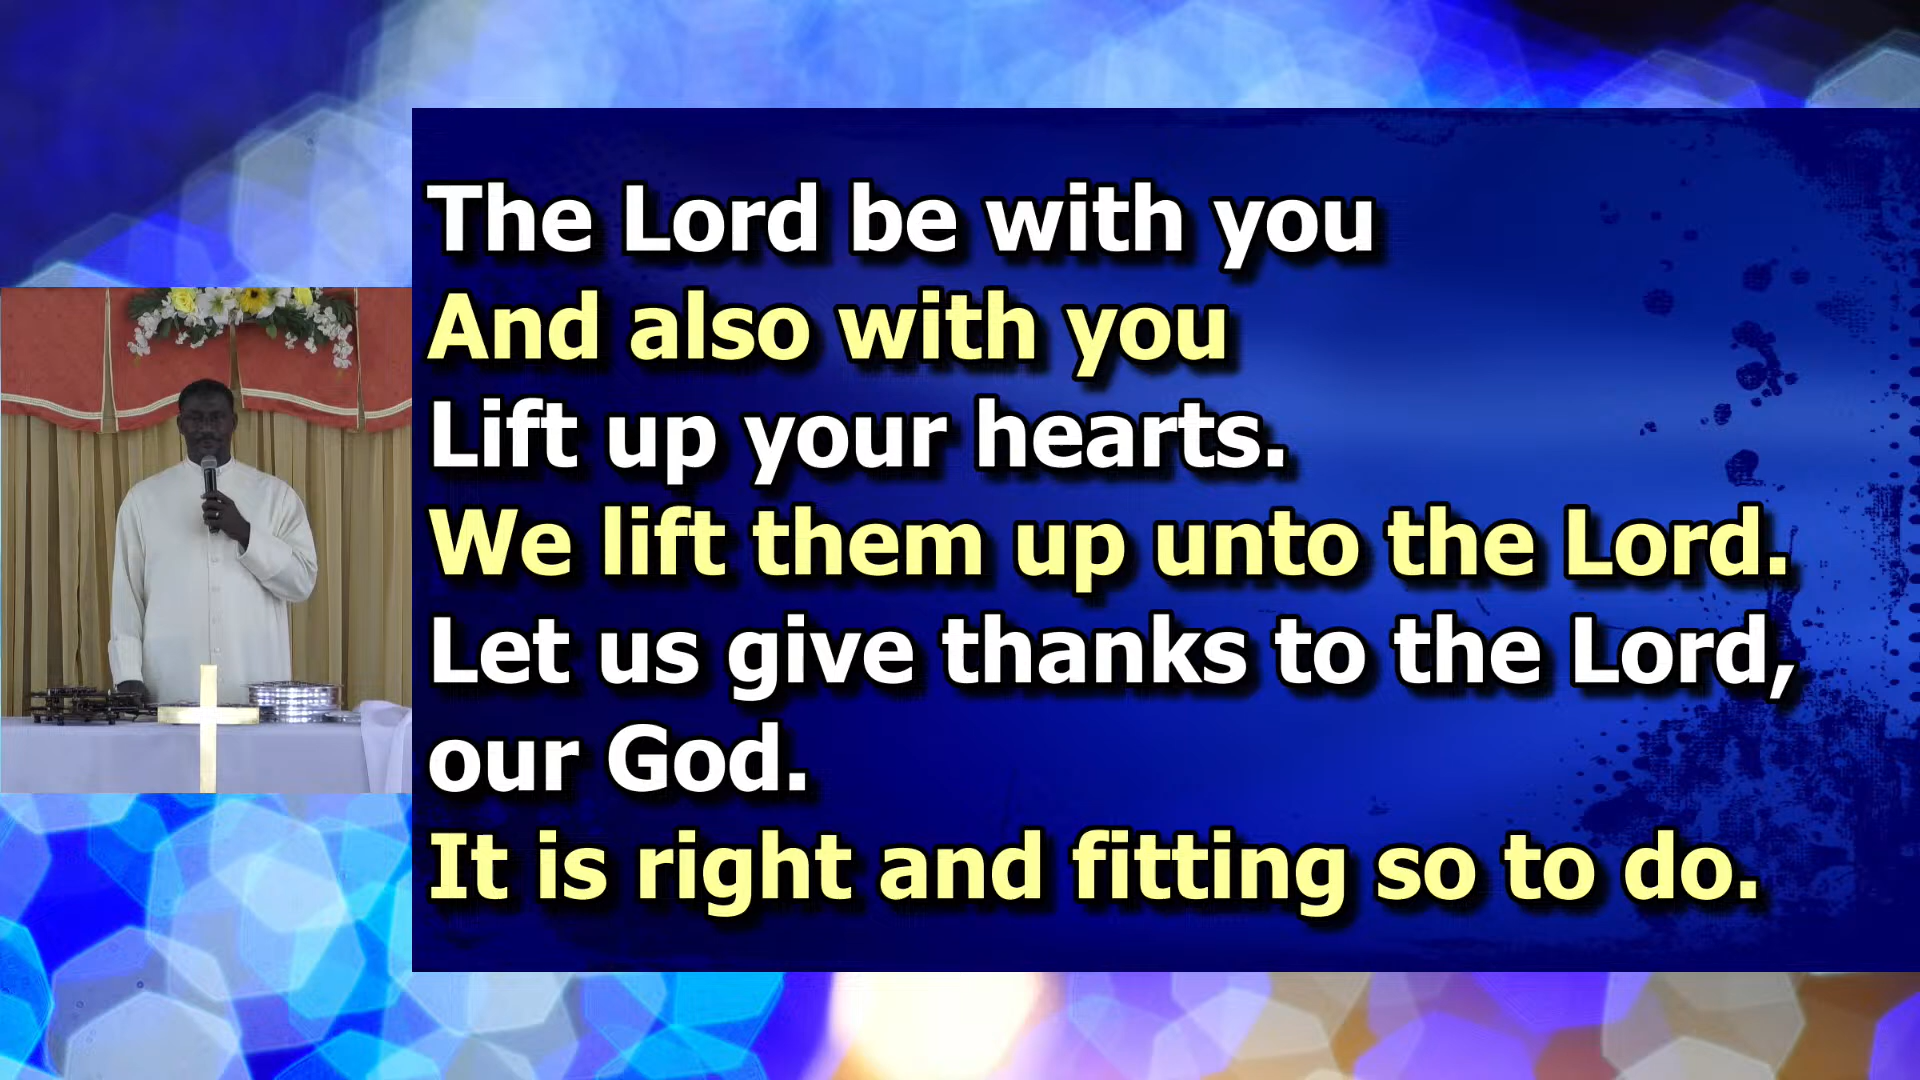 The Lord be with you
And also with you
Lift up your hearts.
We lift them up unto the Lord.
Let us give thanks to the Lord,
our God.
It is right and fitting so to do.